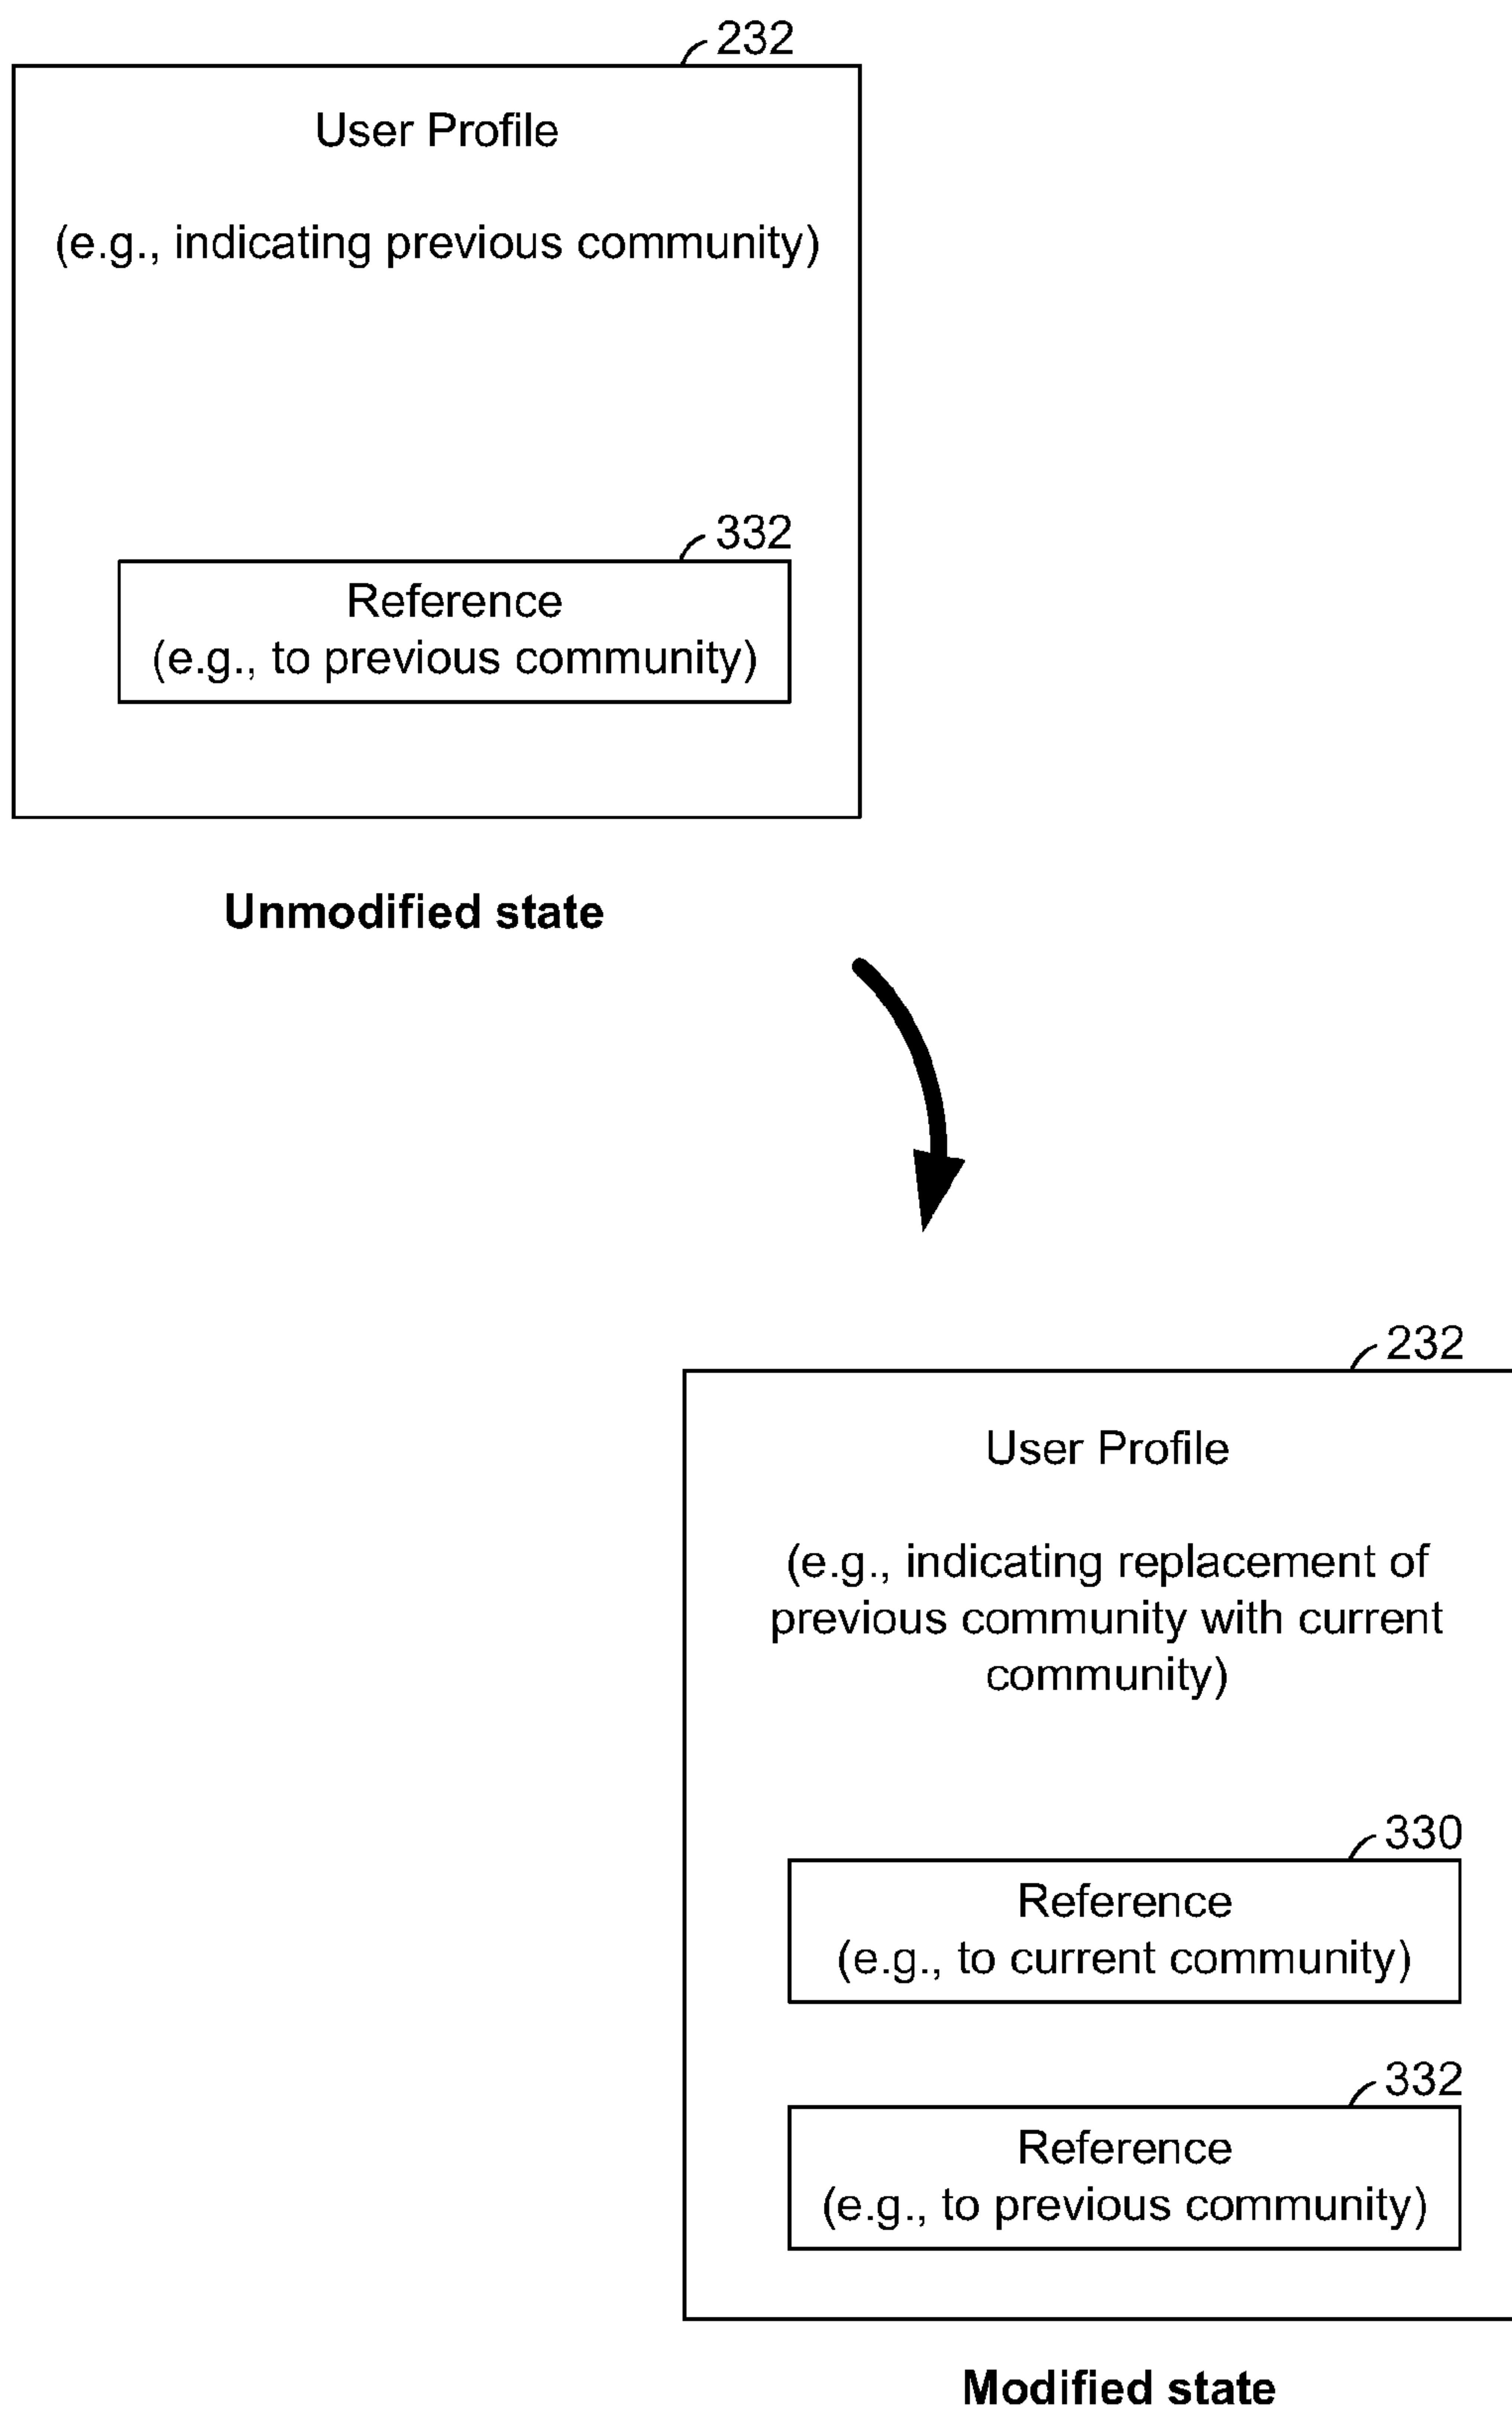 232
User Profile
(e.g., indicating previous community)
332
Reference
(e.g., to previous community)
Unmodified state
232
User Profile
(e.g., indicating replacement of
previous community with current
community)
330
Reference
(e.g., to current community)
332
Reference
(e.g., to previous community)
Modified state